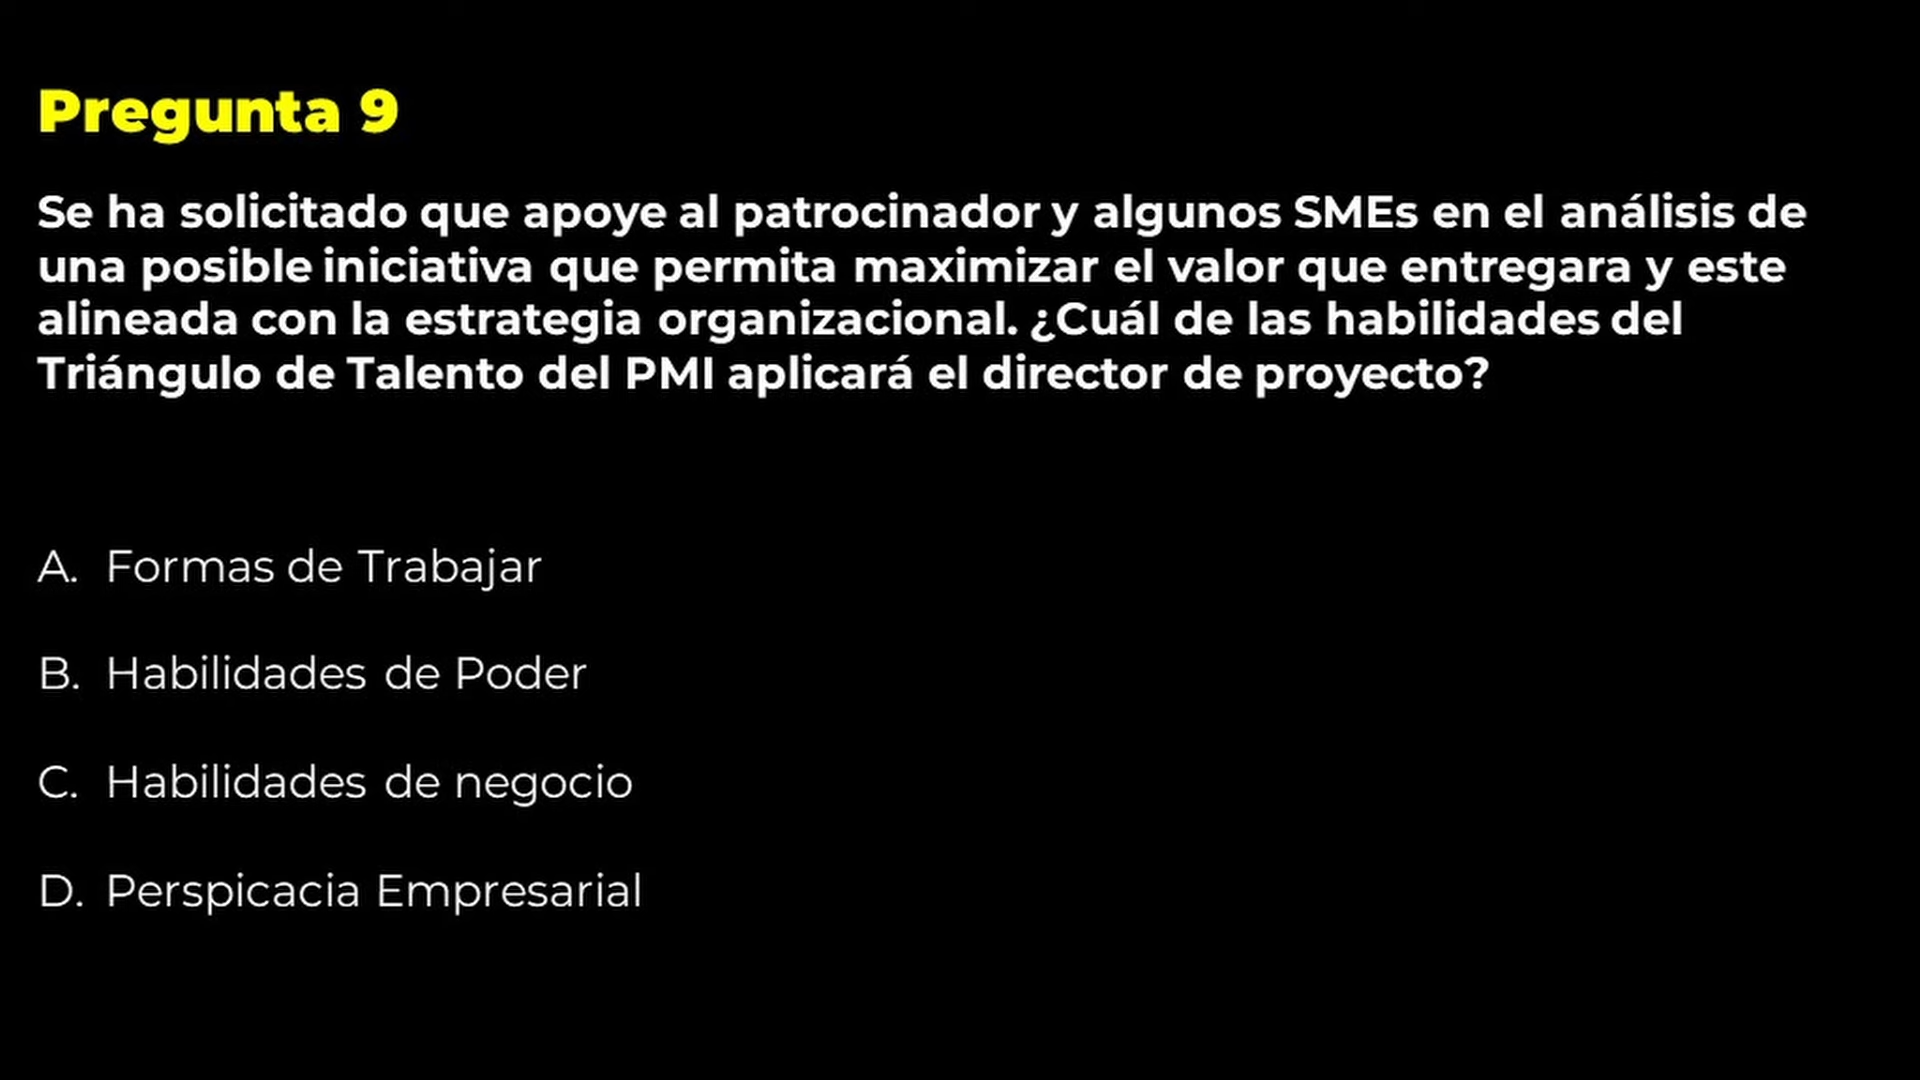 Pregunta 9
Se ha solicitado que apoye al patrocinador y algunos SMEs en el análisis de
una posible iniciativa que permita maximizar el valor que entregara y este
alineada con la estrategia organizacional. ¿Cuál de las habilidades del
Triángulo de Talento del PMI aplicará el director de proyecto?
A. Formas de Trabajar
B. Habilidades de Poder
C. Habilidades de negocio
D. Perspicacia Empresarial